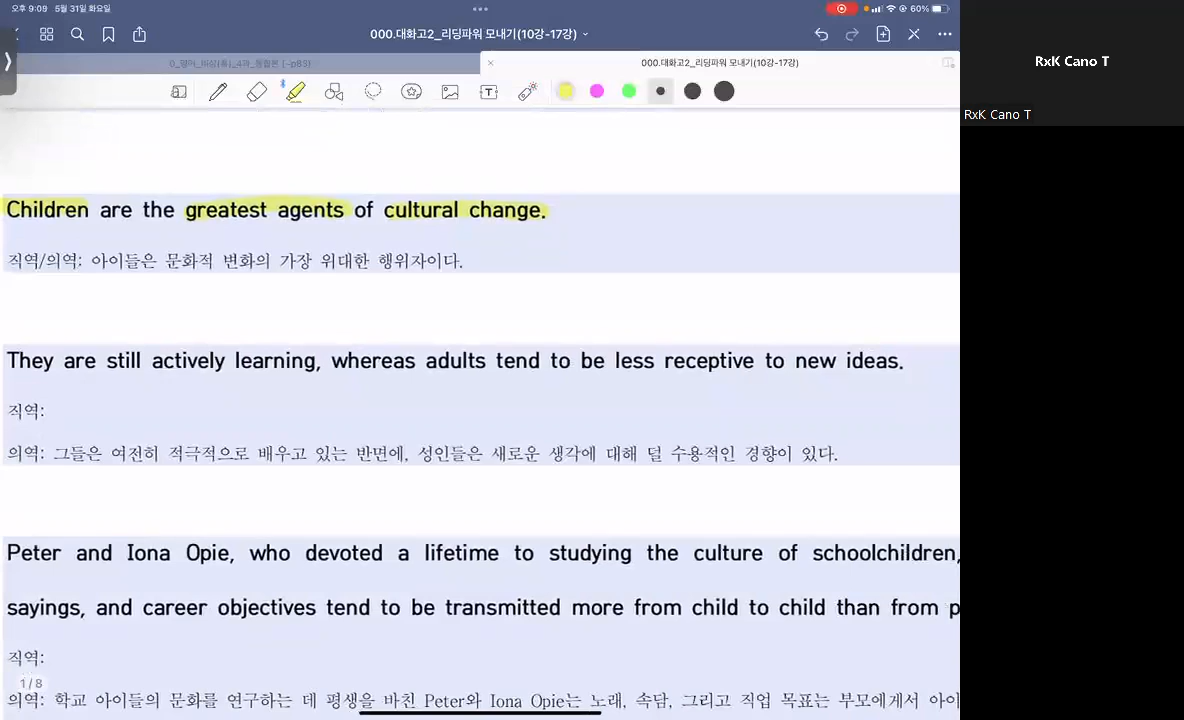 오후 9:09 5월 31일 화요일
60%
000.대화고2_리딩파워 모내기(10강-17강)
000.대화고2_리딩파워 모내기(10강-17강)
RxK Cano T
RxK Cano T
Children are the greatest agents of cultural change.
직역/의역: 아이들은 문화적 변화의 가장 위대한 행위자이다.
They are still actively learning, whereas adults tend to be less receptive to new ideas.
직역:
의역: 그들은 여전히 적극적으로 배우고 있는 반면에, 성인들은 새로운 생각에 대해 덜 수용적인 경향이 있다.
Peter and Iona Opie, who devoted a lifetime to studying the culture of schoolchildren,
sayings, and career objectives tend to be transmitted more from child to child than from p
직역:
1/8
의역: 학교 아이들의 문화를 연구하는 데 평생을 바친 Peter와 Iona Opie는 노래, 속담, 그리고 직업 목표는 부모에게서 아이